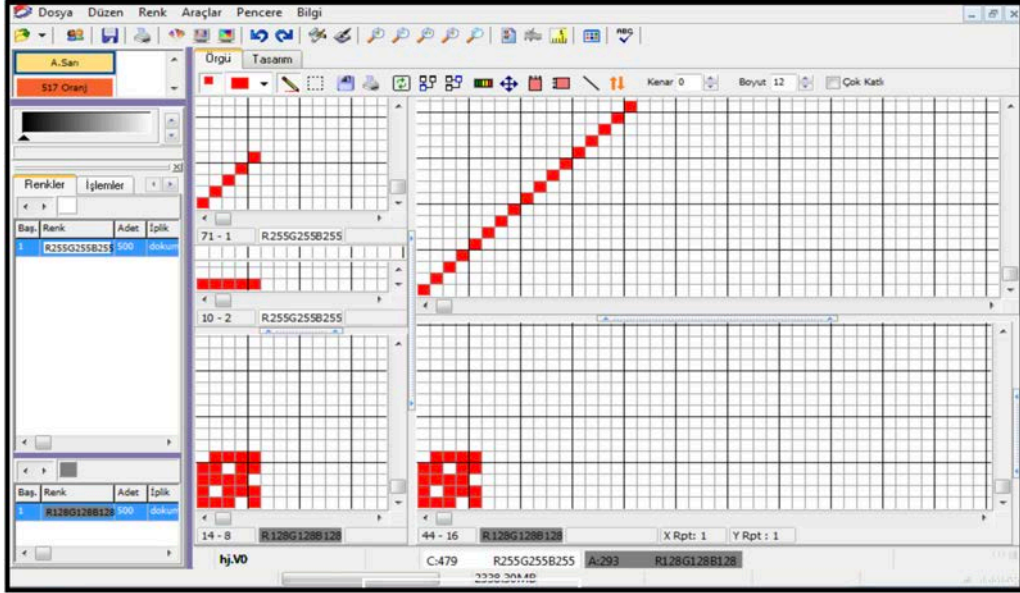 Dosya Düzen Renk Araçlar Pencere Bilgi
ABC
A.Sarı
517 Oranj
Örgü Tasarım
Kenar 0 Boyut 12 Çok Katlı
Renkler İşlemler
Baş. Renk Adet İplik
1 R255G255B255 500 dokum
71 - 1 R255G255B255
10 - 2 R255G255B255
Baş. Renk Adet İplik
1 R128G128B128 500 dokum
14 - 8 R128G128B128
44 - 16 R128G128B128 X Rpt: 1 Y Rpt : 1
hj.V0 C:479 R255G255B255 A:293 R128G128B128
2338.30MB